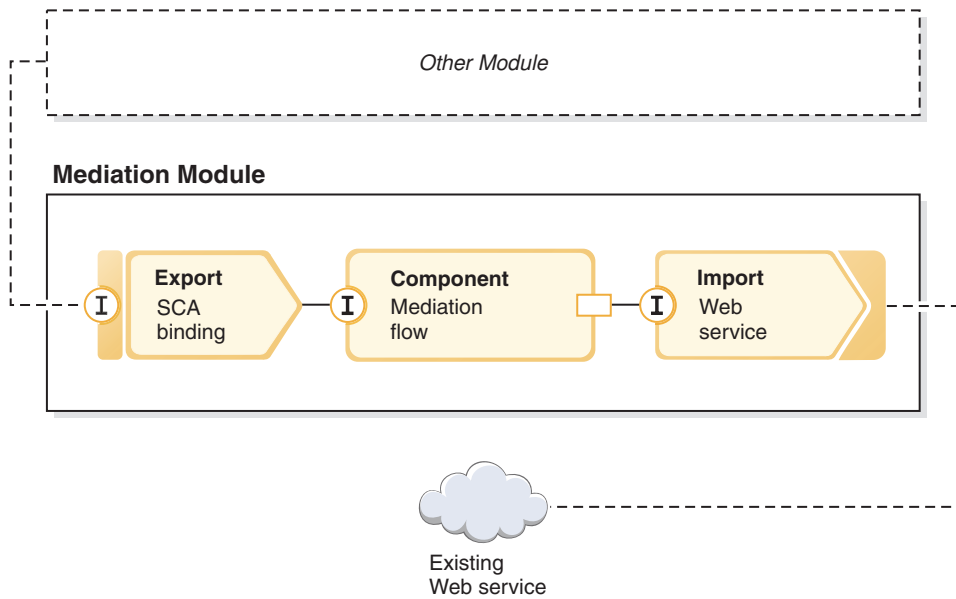 Other Module
Mediation Module
Export
SCA
binding
Component
Mediation
flow
Import
Web
service
Existing
Web service